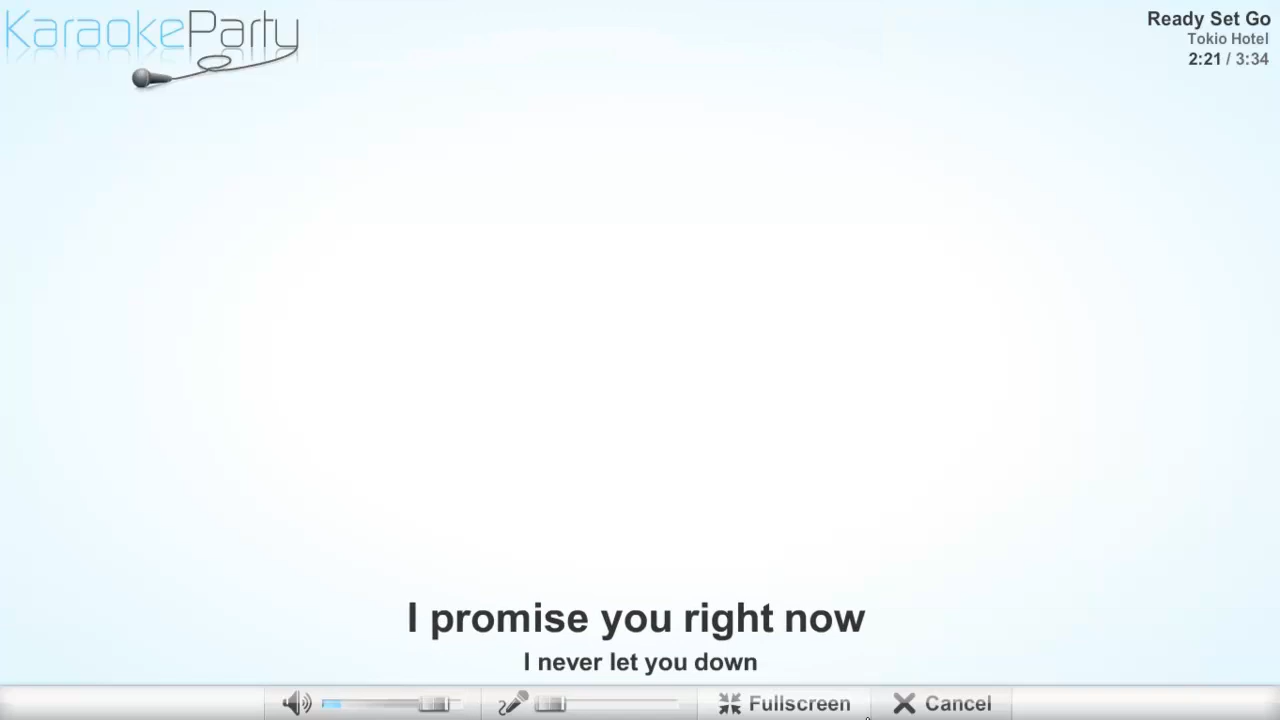 KaraokeParty
Ready Set Go
Tokio Hotel
2:21 / 3:34
I promise you right now
I never let you down
Fullscreen
Cancel